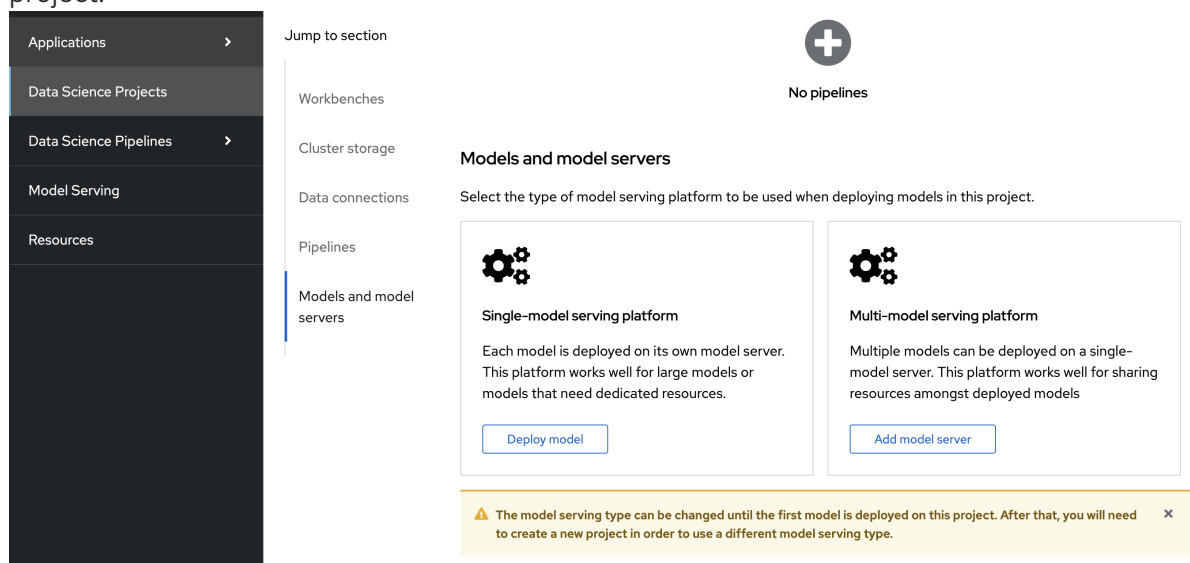 project.
Applications
Data Science Projects
Data Science Pipelines
Model Serving
Resources
Jump to section
Workbenches
Cluster storage
Data connections
Pipelines
Models and model
servers
No pipelines
Models and model servers
Select the type of model serving platform to be used when deploying models in this project.
Single-model serving platform
Each model is deployed on its own model server.
This platform works well for large models or
models that need dedicated resources.
Deploy model
Multi-model serving platform
Multiple models can be deployed on a single-
model server. This platform works well for sharing
resources amongst deployed models
Add model server
The model serving type can be changed until the first model is deployed on this project. After that, you will need
to create a new project in order to use a different model serving type.